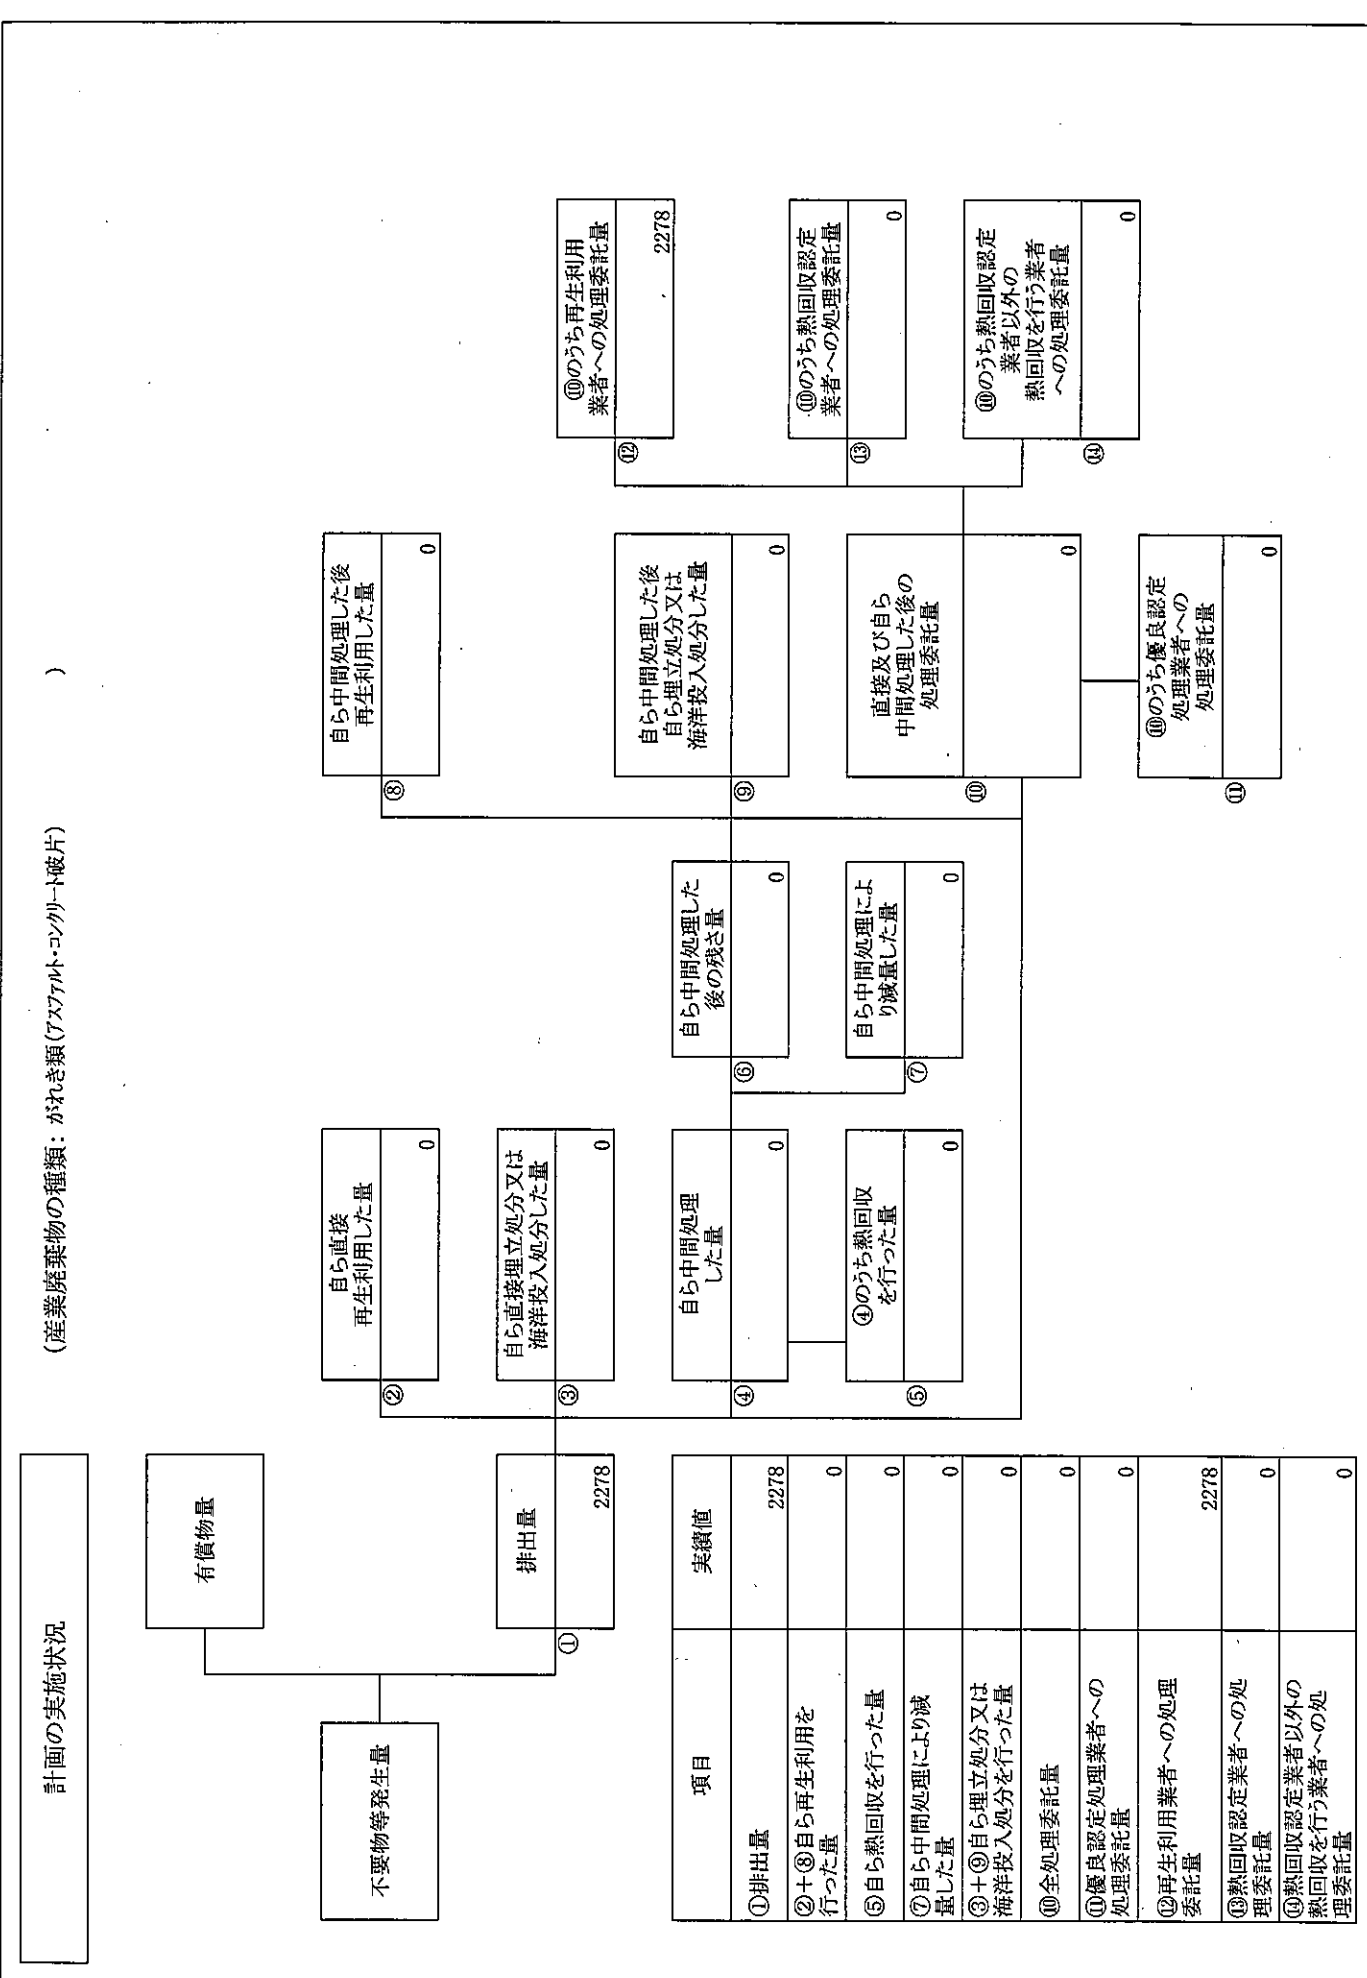 計画の実施状況
(産業廃棄物の種類：がれき類(アスファルト・コンクリート破片)　　　)
不要物等発生量
有償物量
排出量
①
2278
自ら直接
再生利用した量
②
0
自ら直接埋立処分又は
海洋投入処分した量
③
0
自ら中間処理
した量
④
0
④のうち熱回収
を行った量
⑤
0
自ら中間処理した
後の残さ量
⑥
0
自ら中間処理によ
り減量した量
⑦
0
自ら中間処理した後
再生利用した量
⑧
0
自ら中間処理した後
自ら埋立処分又は
海洋投入処分した量
⑨
0
直接及び自ら
中間処理した後の
処理委託量
⑩
0
⑩のうち優良認定
処理業者への
処理委託量
⑪
0
⑩のうち再生利用
業者への処理委託量
⑫
2278
⑩のうち熱回収認定
業者への処理委託量
⑬
0
⑩のうち熱回収認定
業者以外の
熱回収を行う業者
への処理委託量
⑭
0
項目 実績値
①排出量 2278
②＋⑧自ら再生利用を
行った量 0
⑤自ら熱回収を行った量 0
⑦自ら中間処理により減
量した量 0
③＋⑨自ら埋立処分又は
海洋投入処分を行った量 0
⑩全処理委託量 0
⑪優良認定処理業者への
処理委託量 0
⑫再生利用業者への処理
委託量 2278
⑬熱回収認定業者への処
理委託量 0
⑭熱回収認定業者以外の
熱回収を行う業者への処
理委託量 0